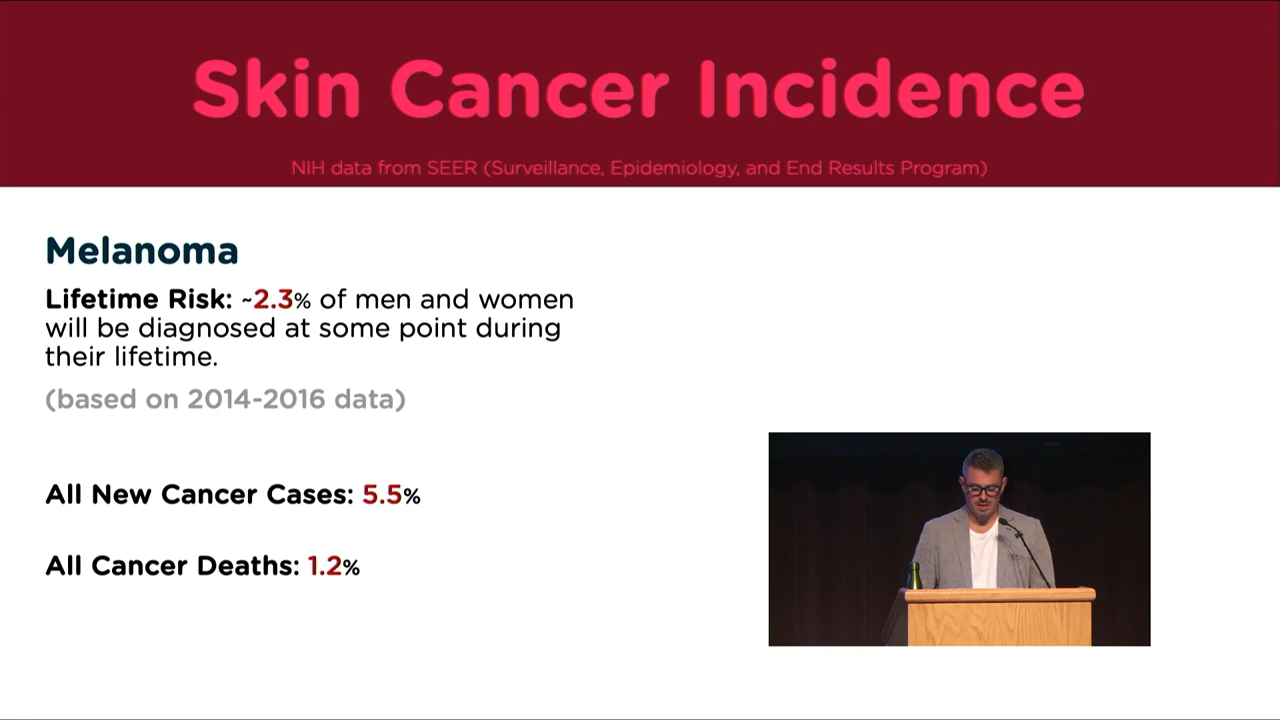 Skin Cancer Incidence
NIH data from SEER (Surveillance, Epidemiology, and End Results Program)
Melanoma
Lifetime Risk: ~2.3% of men and women
will be diagnosed at some point during
their lifetime.
(based on 2014-2016 data)
All New Cancer Cases: 5.5%
All Cancer Deaths: 1.2%